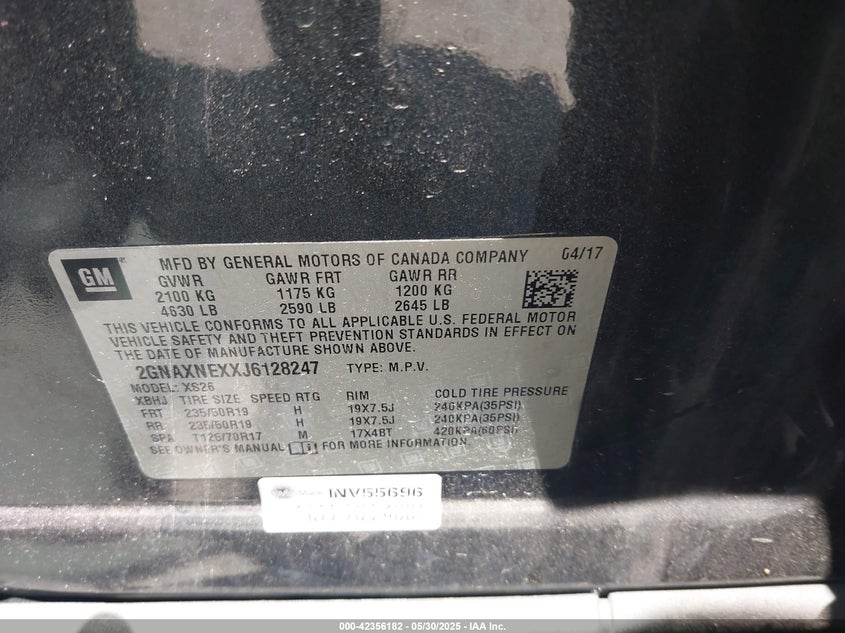 GM
MFD BY GENERAL MOTORS OF CANADA COMPANY 04/17
GVWR GAWR FRT GAWR RR
2100 KG 1175 KG 1200 KG
4630 LB 2590 LB 2645 LB
THIS VEHICLE CONFORMS TO ALL APPLICABLE U.S. FEDERAL MOTOR
VEHICLE SAFETY AND THEFT PREVENTION STANDARDS IN EFFECT ON
THE DATE OF MANUFACTURE SHOWN ABOVE.
2GNAXNEXXJ6128247 TYPE: M.P.V.
MODEL: XS26
XBHJ TIRE SIZE SPEED RTG RIM COLD TIRE PRESSURE
FRT 235/50R19 H 19X7.5J 240KPA(35PSI)
RR 235/50R19 H 19X7.5J 240KPA(35PSI)
SPA T125/70R17 M 17X4BT 420KPA(60PSI)
SEE OWNER'S MANUAL FOR MORE INFORMATION
INV55696
000-42356182 - 05/30/2025 - IAA Inc.